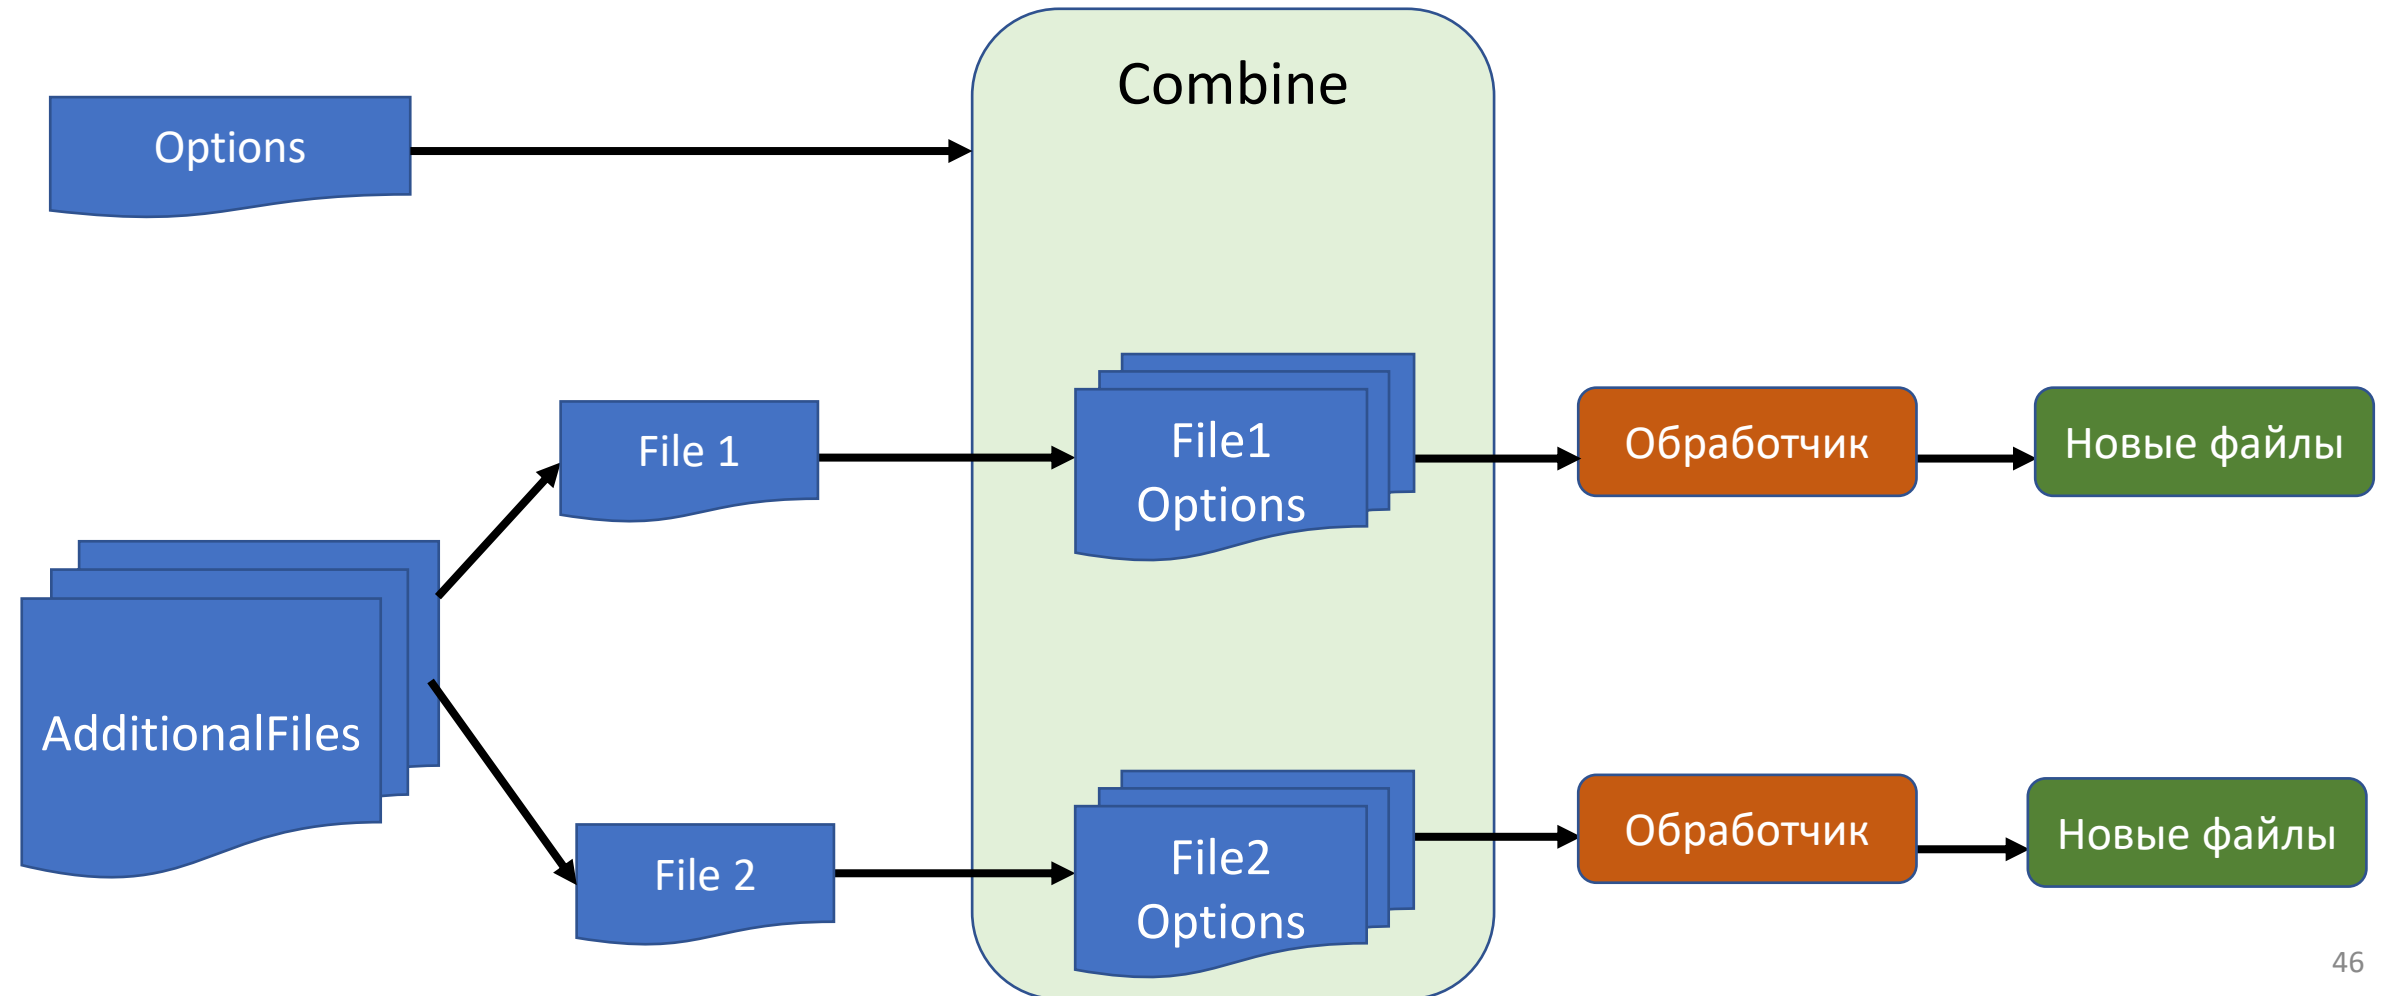 Combine
Options
File 1
File1
Options
Обработчик
Новые файлы
AdditionalFiles
File 2
File2
Options
Обработчик
Новые файлы
46